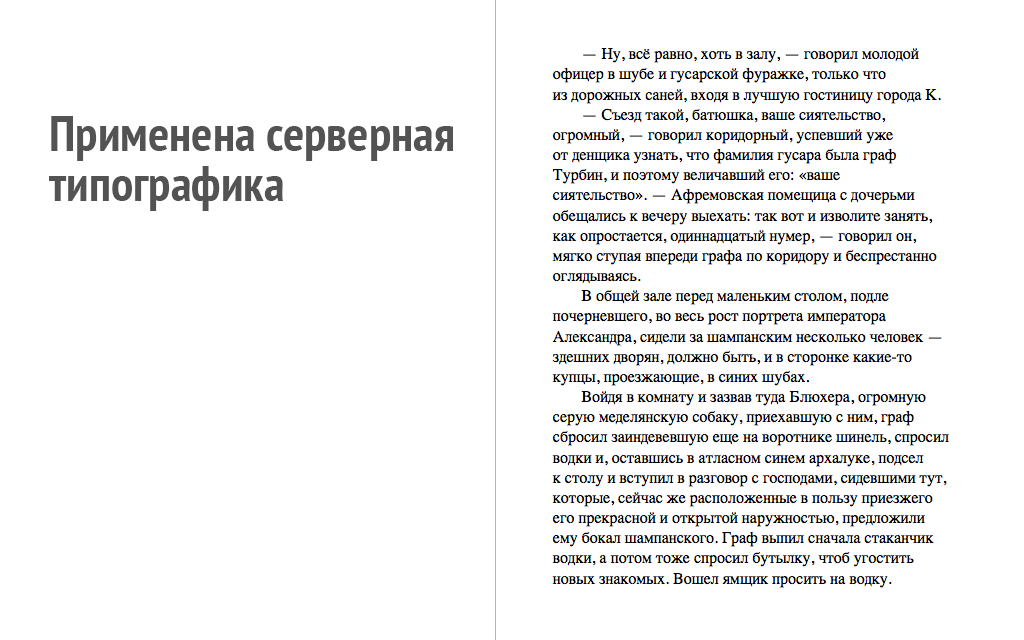 Применена серверная
типографика
— Ну, всё равно, хоть в залу, — говорил молодой
офицер в шубе и гусарской фуражке, только что
из дорожных саней, входя в лучшую гостиницу города К.
— Съезд такой, батюшка, ваше сиятельство,
огромный, — говорил коридорный, успевший уже
от денщика узнать, что фамилия гусара была граф
Турбин, и поэтому величавший его: «ваше
сиятельство». — Афремовская помещица с дочерьми
обещались к вечеру выехать: так вот и изволите занять,
как опростается, одиннадцатый нумер, — говорил он,
мягко ступая впереди графа по коридору и беспрестанно
оглядываясь.
В общей зале перед маленьким столом, подле
почерневшего, во весь рост портрета императора
Александра, сидели за шампанским несколько человек —
здешних дворян, должно быть, и в сторонке какие-то
купцы, проезжающие, в синих шубах.
Войдя в комнату и зазвав туда Блюхера, огромную
серую меделянскую собаку, приехавшую с ним, граф
сбросил заиндевевшую еще на воротнике шинель, спросил
водки и, оставшись в атласном синем архалуке, подсел
к столу и вступил в разговор с господами, сидевшими тут,
которые, сейчас же расположенные в пользу приезжего
его прекрасной и открытой наружностью, предложили
ему бокал шампанского. Граф выпил сначала стаканчик
водки, а потом тоже спросил бутылку, чтоб угостить
новых знакомых. Вошел ямщик просить на водку.